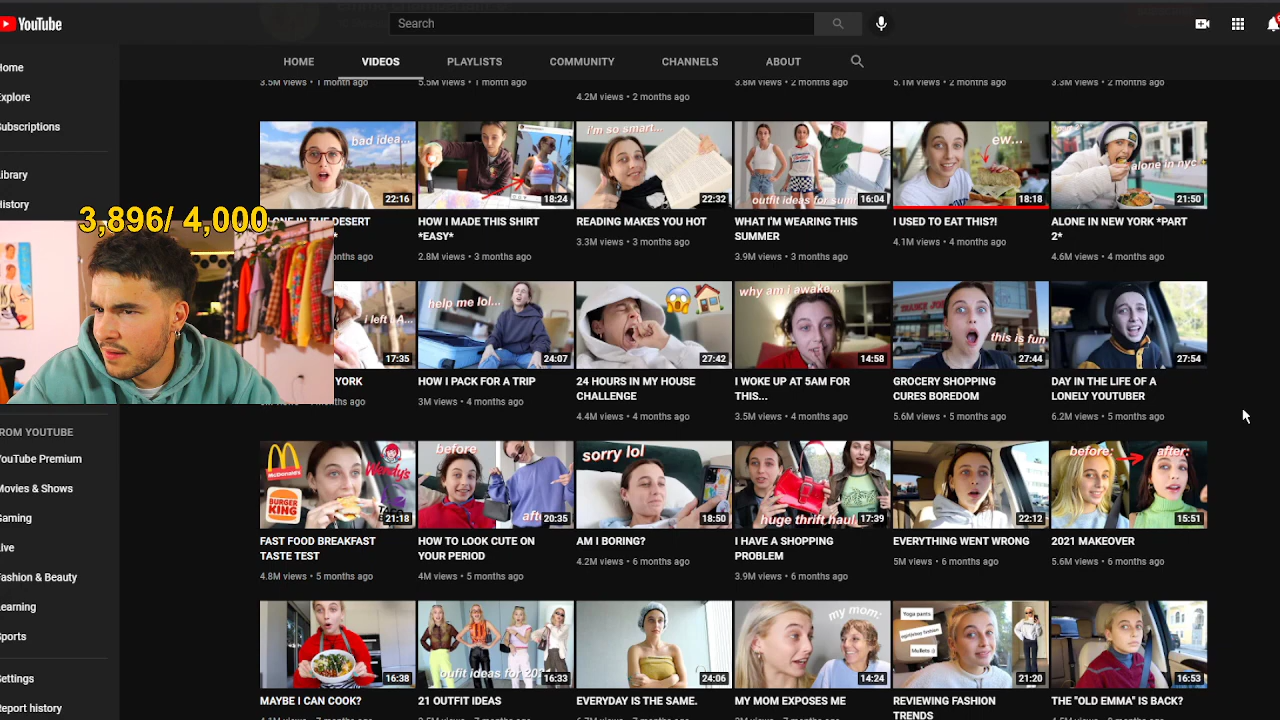 YouTube
Search
HOME VIDEOS PLAYLISTS COMMUNITY CHANNELS ABOUT
Home
Explore
Subscriptions
Library
History
3,896/ 4,000
3.5M views • 1 month ago
5.5M views • 1 month ago
4.2M views • 2 months ago
3.8M views • 2 months ago
5.1M views • 2 months ago
3.3M views • 2 months ago
bad idea...
22:16
ALONE IN THE DESERT
18:24
HOW I MADE THIS SHIRT
*EASY*
2.8M views • 3 months ago
i'm so smart...
22:32
READING MAKES YOU HOT
3.3M views • 3 months ago
outfit ideas for sum
16:04
WHAT I'M WEARING THIS
SUMMER
3.9M views • 3 months ago
ew...
18:18
I USED TO EAT THIS?!
4.1M views • 4 months ago
alone in nyc
21:50
ALONE IN NEW YORK *PART
2*
4.6M views • 4 months ago
i left LA...
17:35
YORK
months ago
help me lol...
24:07
HOW I PACK FOR A TRIP
3M views • 4 months ago
27:42
24 HOURS IN MY HOUSE
CHALLENGE
4.4M views • 4 months ago
why am i awake...
14:58
I WOKE UP AT 5AM FOR
THIS...
3.5M views • 4 months ago
this is fun
27:44
GROCERY SHOPPING
CURES BOREDOM
5.6M views • 5 months ago
27:54
DAY IN THE LIFE OF A
LONELY YOUTUBER
6.2M views • 5 months ago
FROM YOUTUBE
YouTube Premium
Movies & Shows
Gaming
Live
Fashion & Beauty
Learning
Sports
Settings
Report history
McDonald's
Wendy's
BURGER
KING
TACO
21:18
FAST FOOD BREAKFAST
TASTE TEST
4.8M views • 5 months ago
before
afte
20:35
HOW TO LOOK CUTE ON
YOUR PERIOD
4M views • 5 months ago
sorry lol
18:50
AM I BORING?
4.2M views • 6 months ago
huge thrift haul
17:39
I HAVE A SHOPPING
PROBLEM
3.9M views • 6 months ago
22:12
EVERYTHING WENT WRONG
5M views • 6 months ago
before:
after:
15:51
2021 MAKEOVER
5.6M views • 6 months ago
16:38
MAYBE I CAN COOK?
oufit ideas for 202
16:33
21 OUTFIT IDEAS
24:06
EVERYDAY IS THE SAME.
my mom:
14:24
MY MOM EXPOSES ME
Yoga pants
Mullets :)
21:20
REVIEWING FASHION
TRENDS
16:53
THE "OLD EMMA" IS BACK?